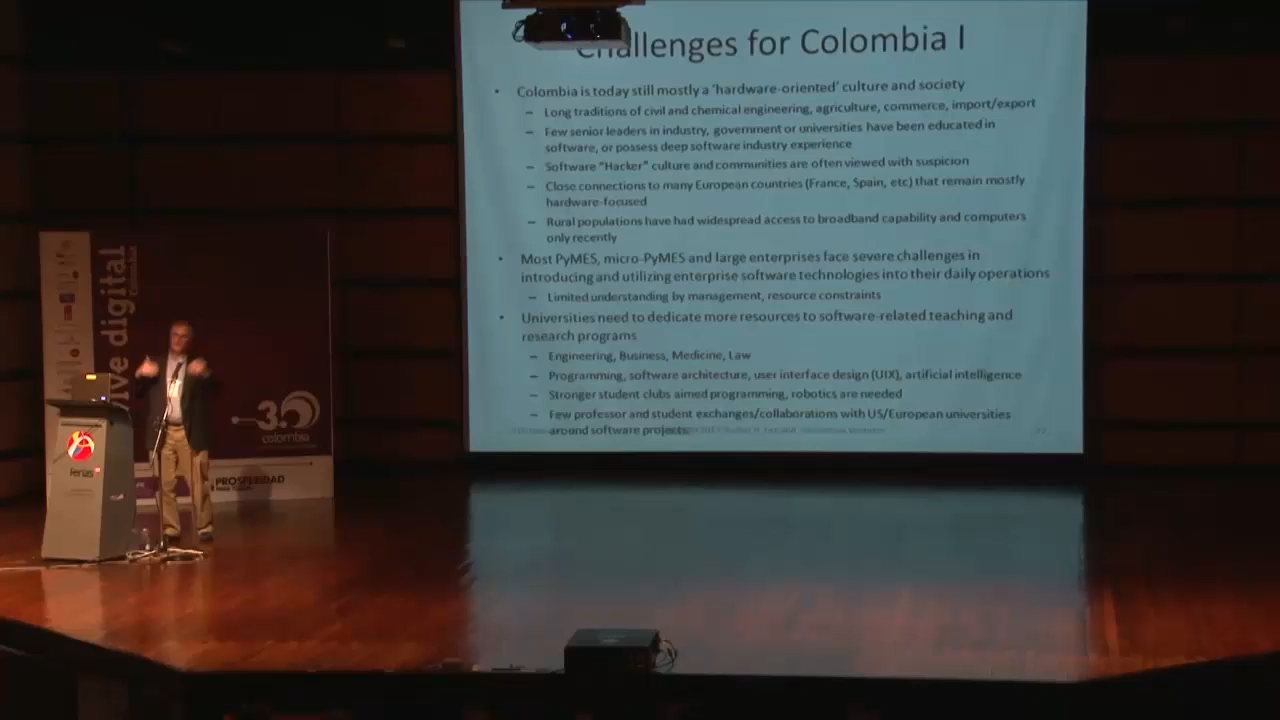 Challenges for Colombia I
• Colombia is today still mostly a 'hardware-oriented' culture and society
– Long traditions of civil and chemical engineering, agriculture, commerce, import/export
– Few senior leaders in industry, government or universities have been educated in
software, or possess deep software industry experience
– Software "Hacker" culture and communities are often viewed with suspicion
– Close connections to many European countries (France, Spain, etc) that remain mostly
hardware-focused
– Rural populations have had widespread access to broadband capability and computers
only recently
• Most PyMES, micro-PyMES and large enterprises face severe challenges in
introducing and utilizing enterprise software technologies into their daily operations
– Limited understanding by management, resource constraints
• Universities need to dedicate more resources to software-related teaching and
research programs
– Engineering, Business, Medicine, Law
– Programming, software architecture, user interface design (UIX), artificial intelligence
– Stronger student clubs aimed programming, robotics are needed
– Few professor and student exchanges/collaborations with US/European universities
around software projects.
vive digital
Colombia
3.0
colombia
PROSPERIDAD
PARA TODOS
ferias